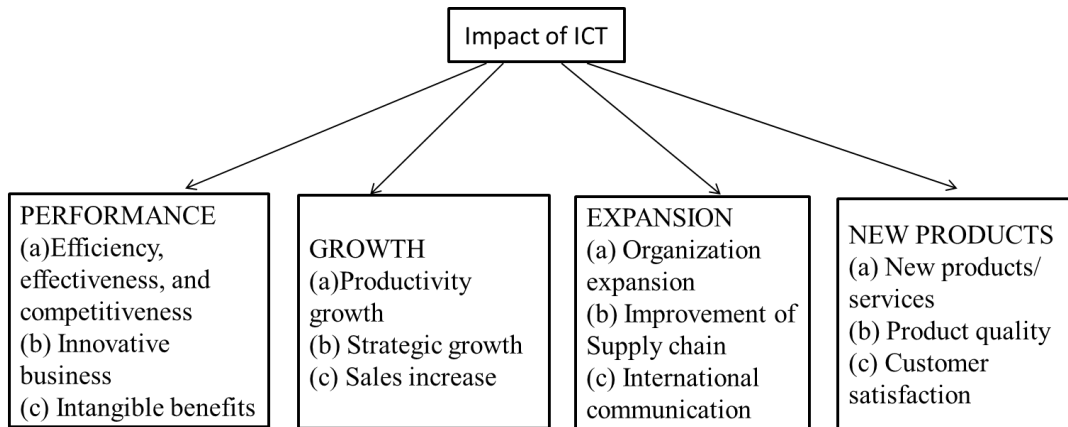 Impact of ICT
PERFORMANCE
(a)Efficiency,
effectiveness, and
competitiveness
(b) Innovative
business
(c) Intangible benefits
GROWTH
(a)Productivity
growth
(b) Strategic growth
(c) Sales increase
EXPANSION
(a) Organization
expansion
(b) Improvement of
Supply chain
(c) International
communication
NEW PRODUCTS
(a) New products/
services
(b) Product quality
(c) Customer
satisfaction